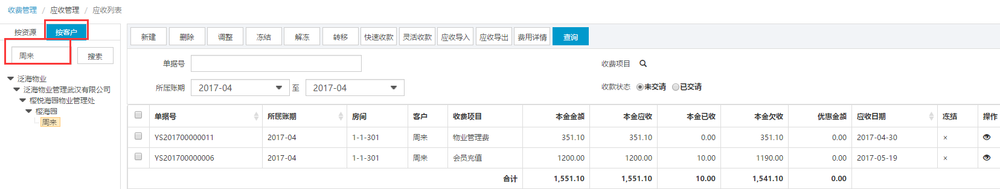 收费管理 / 应收管理 / 应收列表
按资源 按客户
周来 搜索
泛海物业
泛海物业管理武汉有限公司
樱悦海园物业管理处
樱海园
周来
新建 删除 调整 冻结 解冻 转移 快速收款 灵活收款 应收导入 应收导出 费用详情 查询
单据号 收费项目
所属账期 2017-04 至 2017-04 收款状态 未交清 已交清
单据号 所属账期 房间 客户 收费项目 本金金额 本金应收 本金已收 本金欠收 优惠金额 应收日期 冻结 操作
YS201700000011 2017-04 1-1-301 周来 物业管理费 351.10 351.10 0.00 351.10 0.00 2017-04-30 ×
YS201700000006 2017-04 1-1-301 周来 会员充值 1200.00 1200.00 10.00 1190.00 0.00 2017-05-19 ×
合计 1,551.10 1,551.10 10.00 1,541.10 0.00